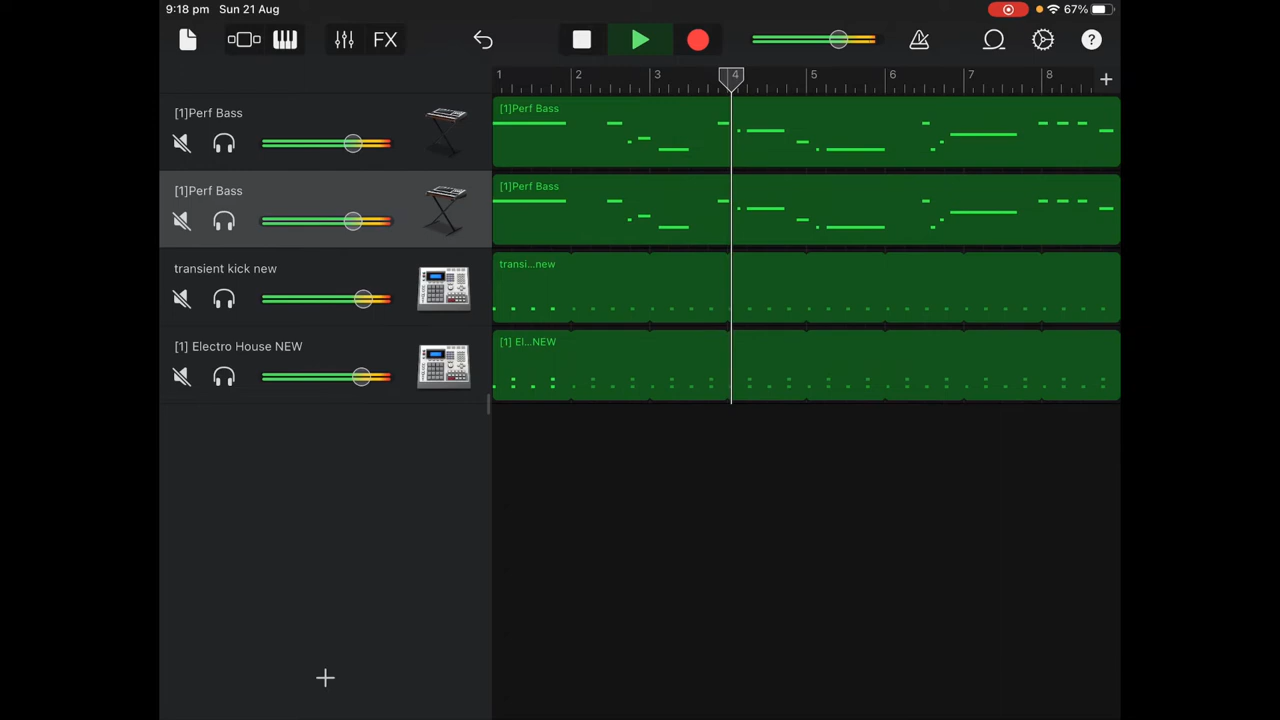 9:18 pm Sun 21 Aug 67%
FX ?
1 2 3 4 5 6 7 8 +
[1]Perf Bass
[1]Perf Bass
[1]Perf Bass
[1]Perf Bass
transient kick new
transi...new
[1] Electro House NEW
[1] El...NEW